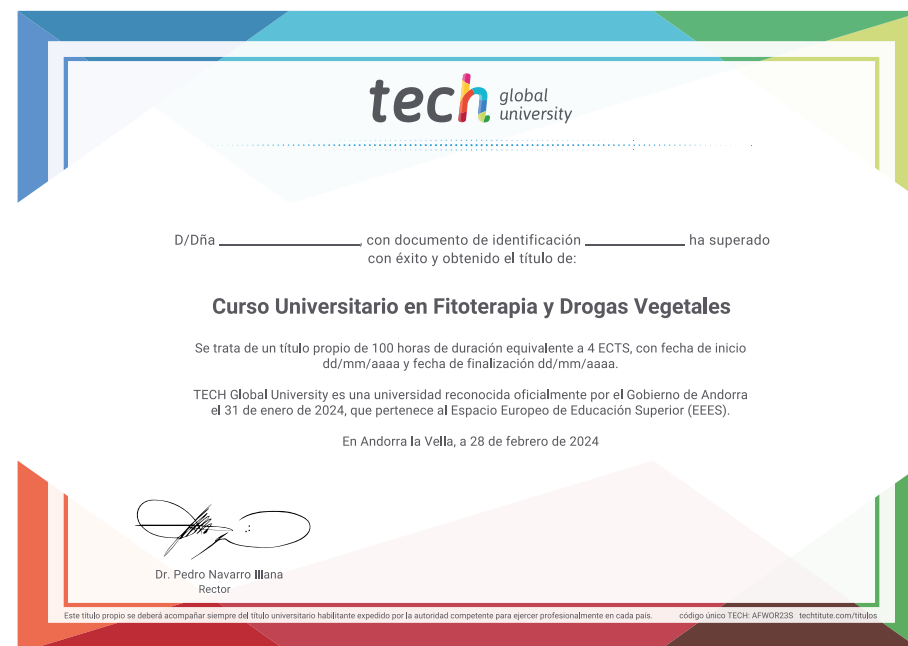 tech global university
D/Dña ____________________, con documento de identificación ______________ ha superado
con éxito y obtenido el título de:
Curso Universitario en Fitoterapia y Drogas Vegetales
Se trata de un título propio de 100 horas de duración equivalente a 4 ECTS, con fecha de inicio
dd/mm/aaaa y fecha de finalización dd/mm/aaaa.
TECH Global University es una universidad reconocida oficialmente por el Gobierno de Andorra
el 31 de enero de 2024, que pertenece al Espacio Europeo de Educación Superior (EEES).
En Andorra la Vella, a 28 de febrero de 2024
Dr. Pedro Navarro Illana
Rector
Este título propio se deberá acompañar siempre del título universitario habilitante expedido por la autoridad competente para ejercer profesionalmente en cada país. código único TECH: AFWOR23S techtitute.com/títulos